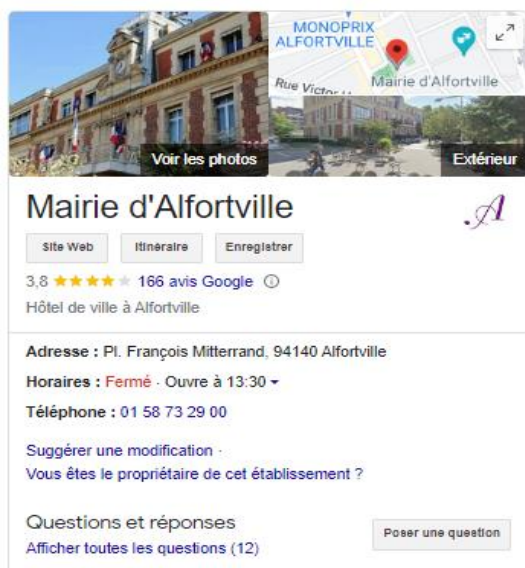 MONOPRIX
ALFORTVILLE
Rue Victor
Mairie d'Alfortville
Voir les photos
Extérieur
Mairie d'Alfortville
A
Site Web
Itinéraire
Enregistrer
3,8 ★★★★★ 166 avis Google ⓘ
Hôtel de ville à Alfortville
Adresse : Pl. François Mitterrand, 94140 Alfortville
Horaires : Fermé · Ouvre à 13:30
Téléphone : 01 58 73 29 00
Suggérer une modification ·
Vous êtes le propriétaire de cet établissement ?
Questions et réponses
Poser une question
Afficher toutes les questions (12)